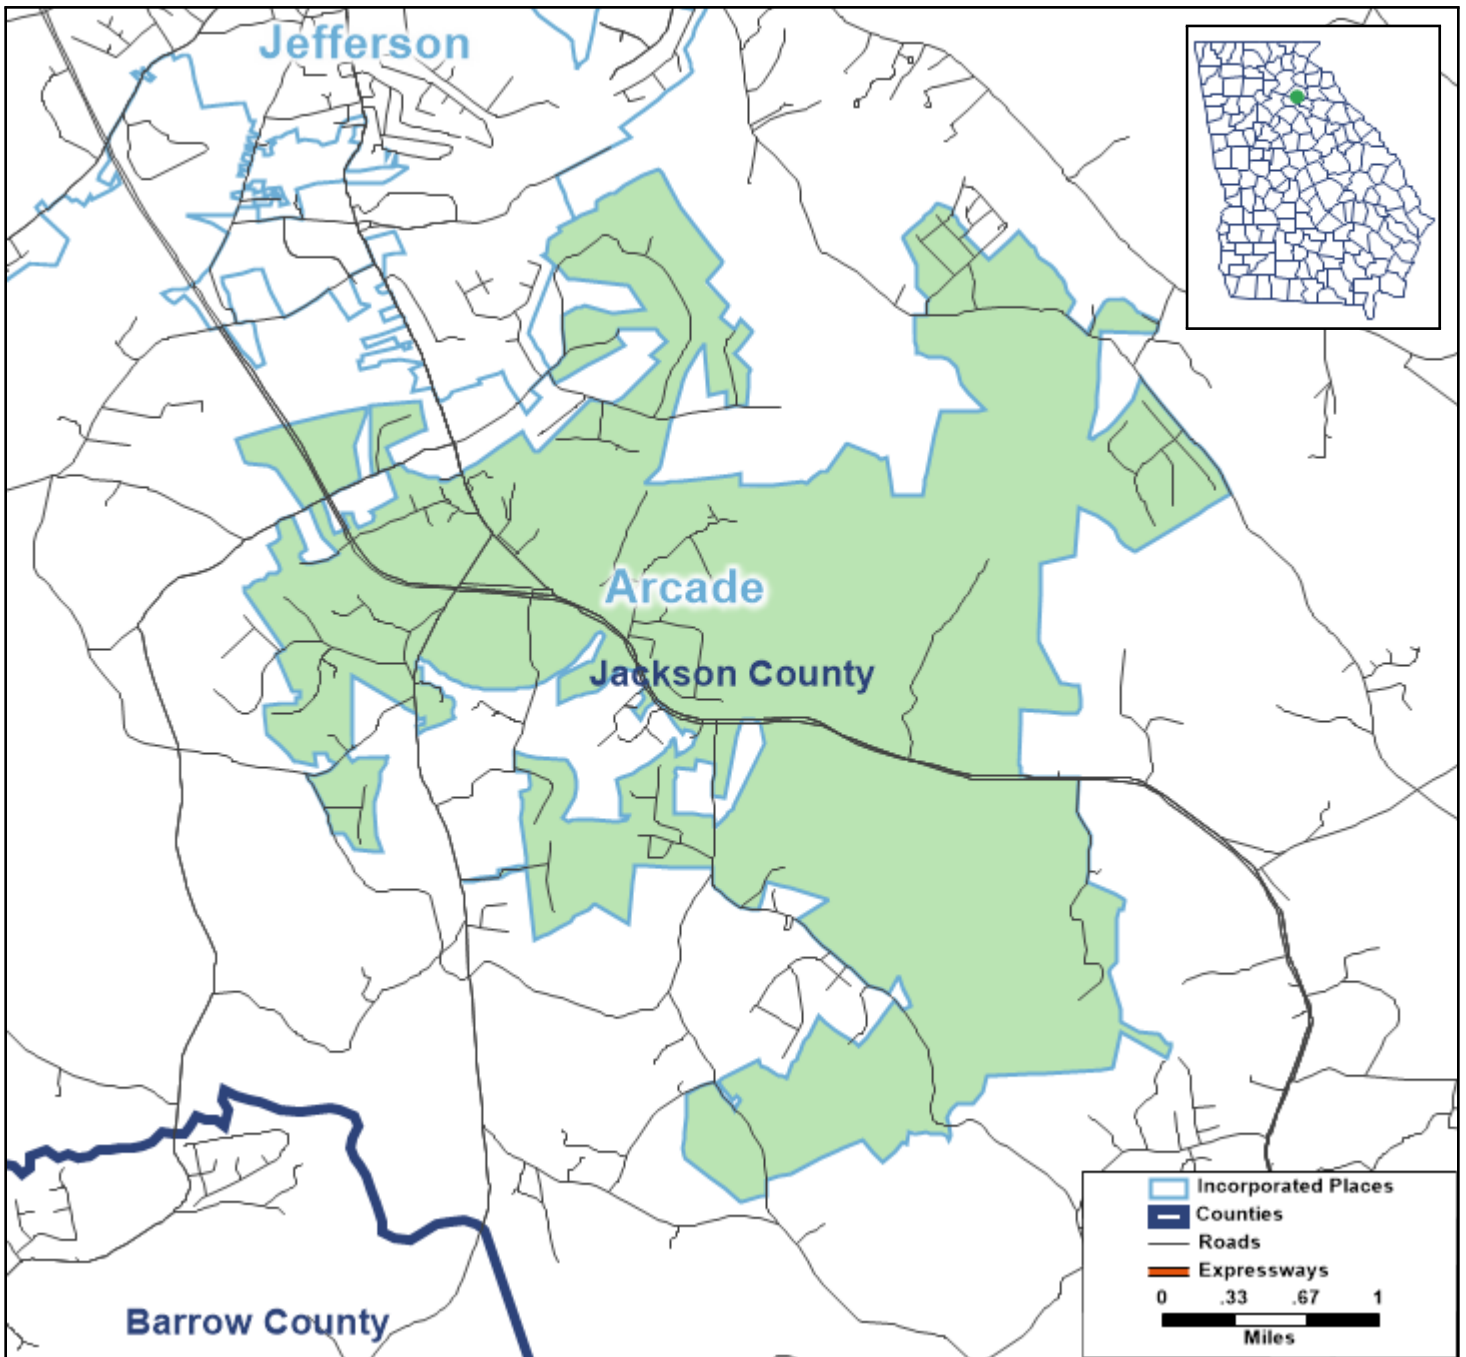 Jefferson
Arcade
Jackson County
Barrow County
Incorporated Places
Counties
Roads
Expressways
0 .33 .67 1
Miles